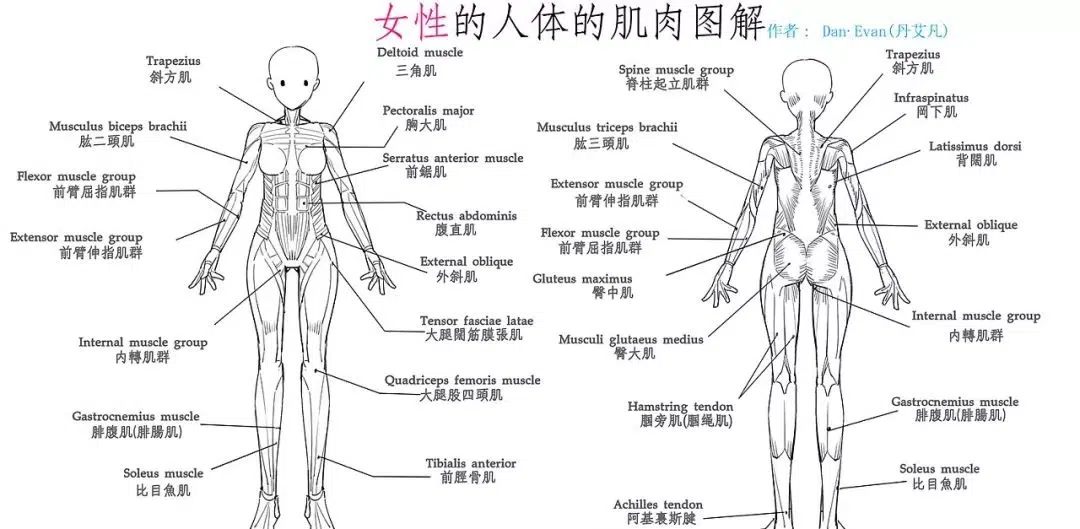 女性的人体的肌肉图解
作者： Dan·Evan(丹艾凡)
Trapezius
斜方肌
Musculus biceps brachii
肱二頭肌
Flexor muscle group
前臂屈指肌群
Extensor muscle group
前臂伸指肌群
Internal muscle group
内轉肌群
Gastrocnemius muscle
腓腹肌(腓腸肌)
Soleus muscle
比目魚肌
Deltoid muscle
三角肌
Pectoralis major
胸大肌
Serratus anterior muscle
前鋸肌
Rectus abdominis
腹直肌
External oblique
外斜肌
Tensor fasciae latae
大腿闊筋膜張肌
Quadriceps femoris muscle
大腿股四頭肌
Tibialis anterior
前脛骨肌
Spine muscle group
脊柱起立肌群
Musculus triceps brachii
肱三頭肌
Extensor muscle group
前臂伸指肌群
Flexor muscle group
前臂屈指肌群
Gluteus maximus
臀中肌
Musculi glutaeus medius
臀大肌
Hamstring tendon
膕旁肌(膕绳肌)
Achilles tendon
阿基裏斯腱
Trapezius
斜方肌
Infraspinatus
岡下肌
Latissimus dorsi
背闊肌
External oblique
外斜肌
Internal muscle group
内轉肌群
Gastrocnemius muscle
腓腹肌(腓腸肌)
Soleus muscle
比目魚肌